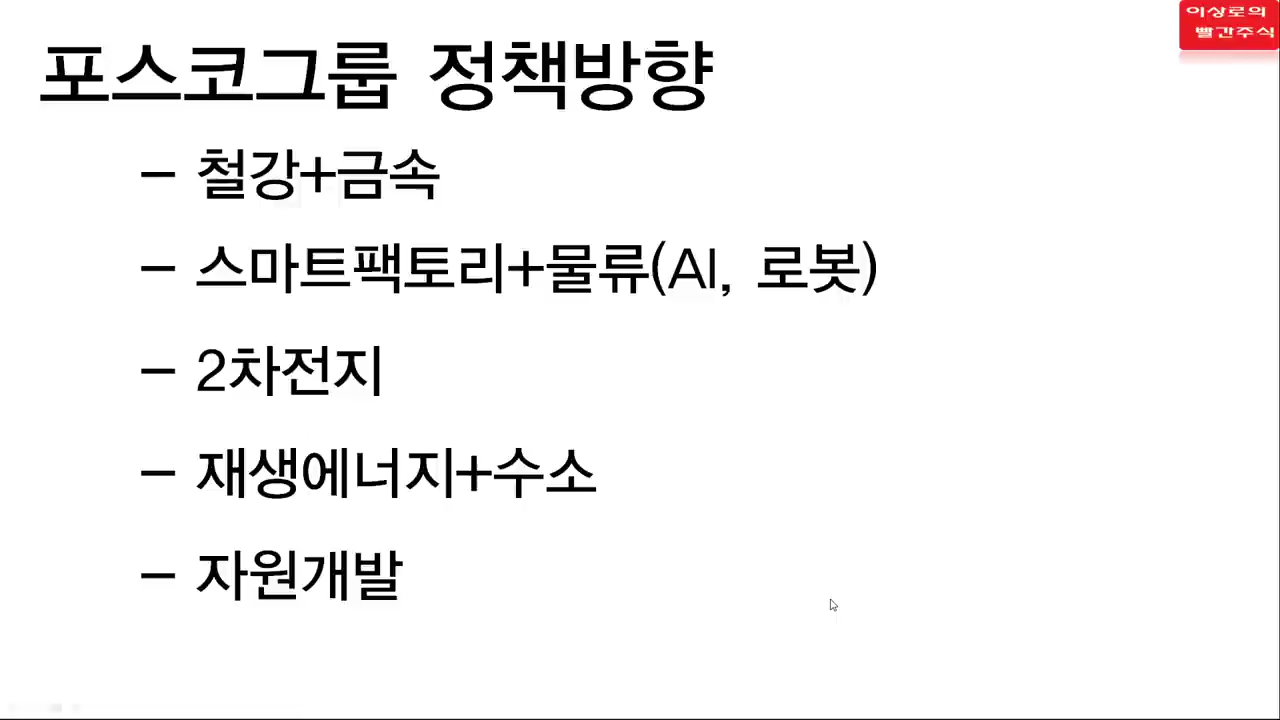 이상로의
빨간주식
포스코그룹 정책방향
- 철강+금속
- 스마트팩토리+물류(AI, 로봇)
- 2차전지
- 재생에너지+수소
- 자원개발